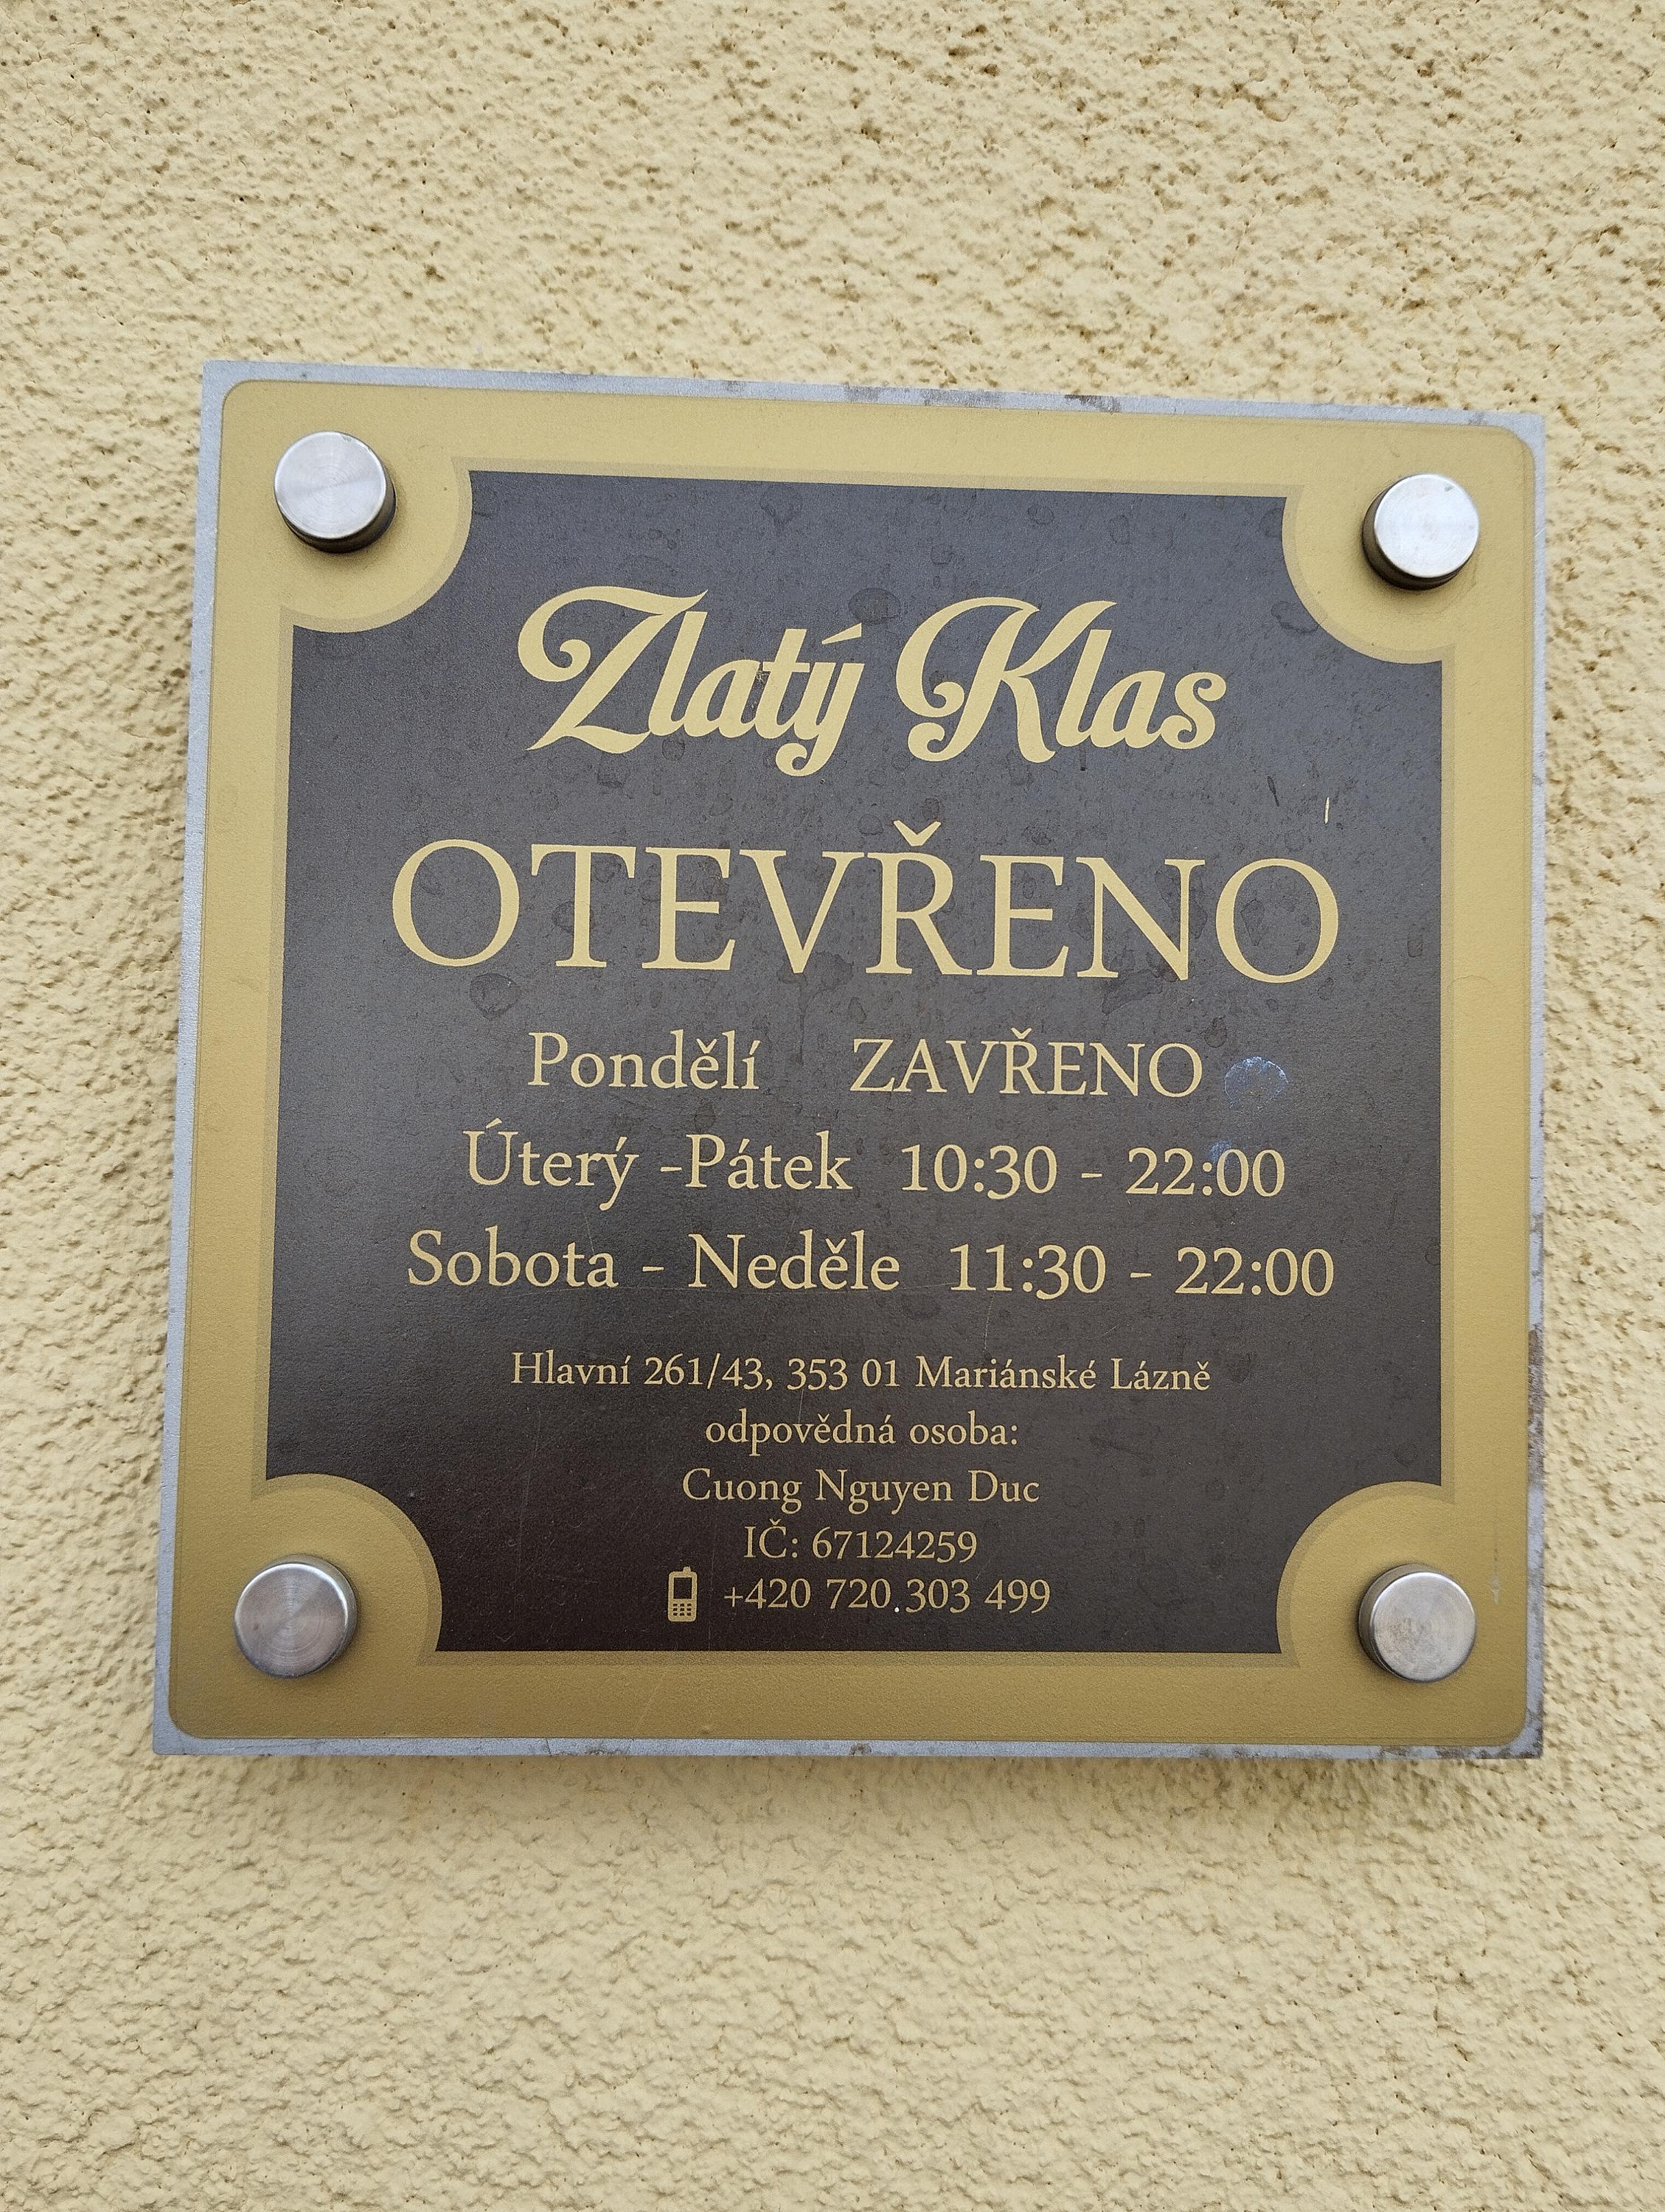 Zlatý Klas
OTEVŘENO
Pondělí ZAVŘENO
Úterý -Pátek 10:30 - 22:00
Sobota - Neděle 11:30 - 22:00
Hlavní 261/43, 353 01 Mariánské Lázně
odpovědná osoba:
Cuong Nguyen Duc
IČ: 67124259
+420 720 303 499